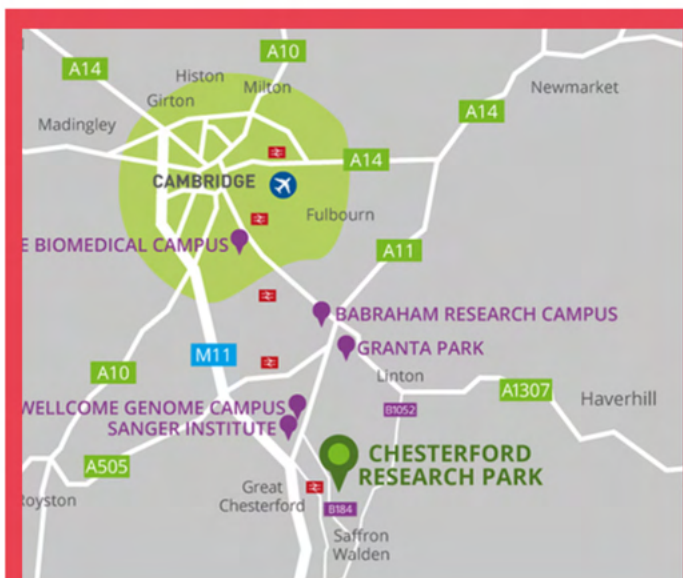 A10
A14
Histon
Milton
Girton
Newmarket
A14
Madingley
A14
CAMBRIDGE
Fulbourn
E BIOMEDICAL CAMPUS
A11
BABRAHAM RESEARCH CAMPUS
M11
GRANTA PARK
A10
Linton
A1307
Haverhill
WELLCOME GENOME CAMPUS
B1052
SANGER INSTITUTE
CHESTERFORD
RESEARCH PARK
A505
Great
Chesterford
Royston
B184
Saffron
Walden